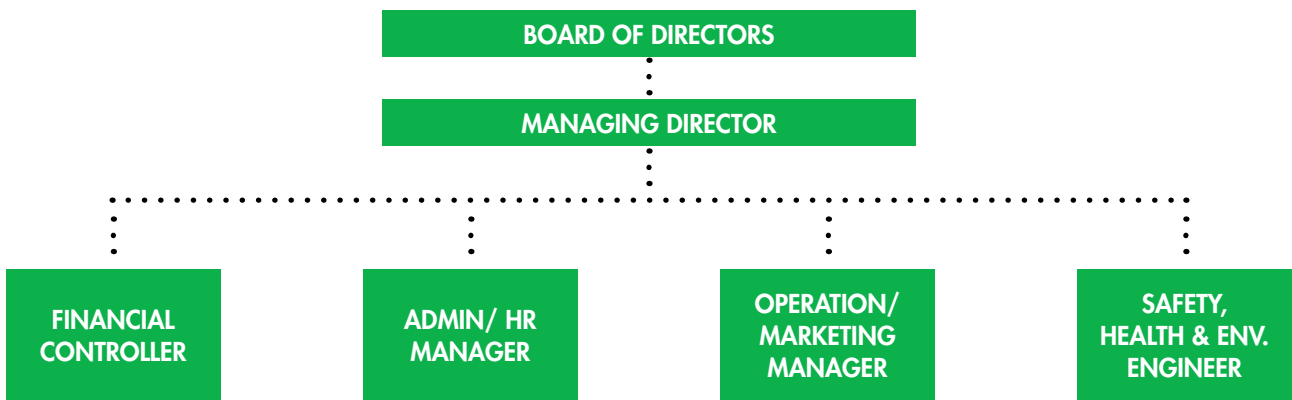 BOARD OF DIRECTORS
MANAGING DIRECTOR
FINANCIAL
CONTROLLER
ADMIN/ HR
MANAGER
OPERATION/
MARKETING
MANAGER
SAFETY,
HEALTH & ENV.
ENGINEER